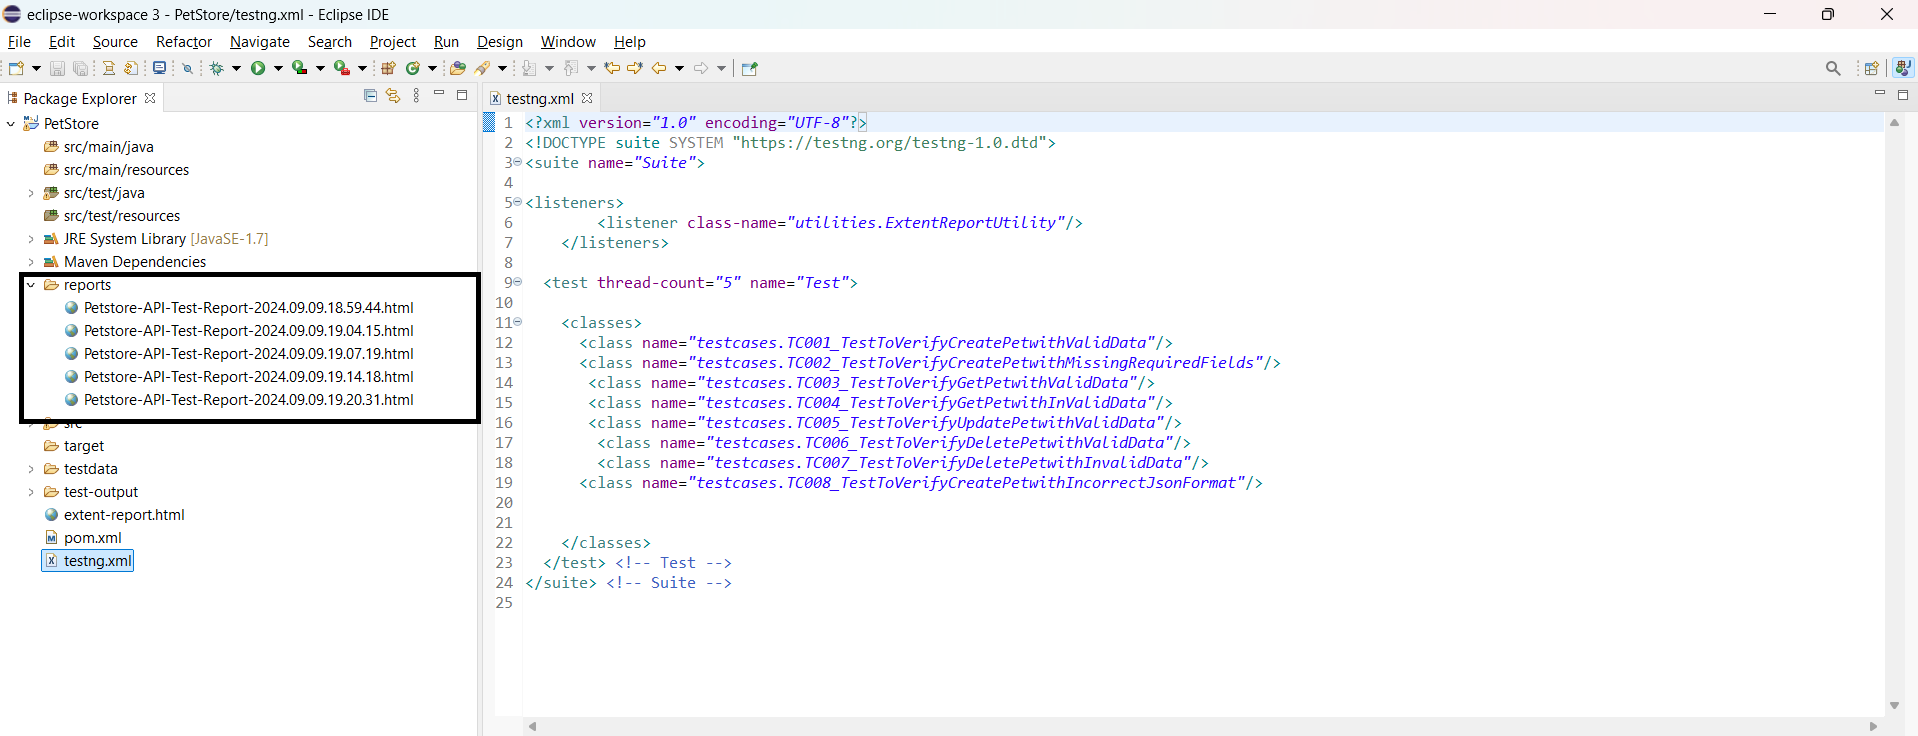 eclipse-workspace 3 - PetStore/testng.xml - Eclipse IDE
File Edit Source Refactor Navigate Search Project Run Design Window Help
Package Explorer
PetStore
src/main/java
src/main/resources
src/test/java
src/test/resources
JRE System Library [JavaSE-1.7]
Maven Dependencies
reports
Petstore-API-Test-Report-2024.09.09.18.59.44.html
Petstore-API-Test-Report-2024.09.09.19.04.15.html
Petstore-API-Test-Report-2024.09.09.19.07.19.html
Petstore-API-Test-Report-2024.09.09.19.14.18.html
Petstore-API-Test-Report-2024.09.09.19.20.31.html
src
target
testdata
test-output
extent-report.html
pom.xml
testng.xml
testng.xml
1 <?xml version="1.0" encoding="UTF-8"?>
2 <!DOCTYPE suite SYSTEM "https://testng.org/testng-1.0.dtd">
3 <suite name="Suite">
4
5 <listeners>
6 <listener class-name="utilities.ExtentReportUtility"/>
7 </listeners>
8
9 <test thread-count="5" name="Test">
10
11 <classes>
12 <class name="testcases.TC001_TestToVerifyCreatePetwithValidData"/>
13 <class name="testcases.TC002_TestToVerifyCreatePetwithMissingRequiredFields"/>
14 <class name="testcases.TC003_TestToVerifyGetPetwithValidData"/>
15 <class name="testcases.TC004_TestToVerifyGetPetwithInValidData"/>
16 <class name="testcases.TC005_TestToVerifyUpdatePetwithValidData"/>
17 <class name="testcases.TC006_TestToVerifyDeletePetwithValidData"/>
18 <class name="testcases.TC007_TestToVerifyDeletePetwithInvalidData"/>
19 <class name="testcases.TC008_TestToVerifyCreatePetwithIncorrectJsonFormat"/>
20
21
22 </classes>
23 </test> <!-- Test -->
24 </suite> <!-- Suite -->
25